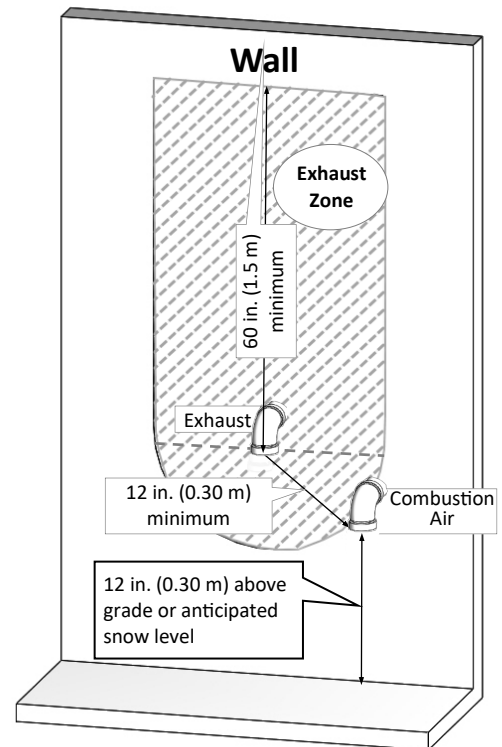 Wall
Exhaust
Zone
60 in. (1.5 m)
minimum
Exhaust
12 in. (0.30 m)
minimum
Combustion
Air
12 in. (0.30 m) above
grade or anticipated
snow level